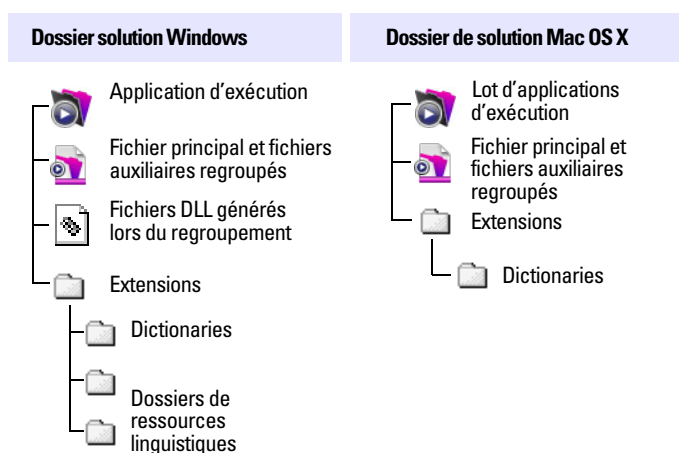 Dossier solution Windows
Application d'exécution
Fichier principal et fichiers
auxiliaires regroupés
Fichiers DLL générés
lors du regroupement
Extensions
Dictionaries
Dossiers de
ressources
linguistiques
Dossier de solution Mac OS X
Lot d'applications
d'exécution
Fichier principal et
fichiers auxiliaires
regroupés
Extensions
Dictionaries